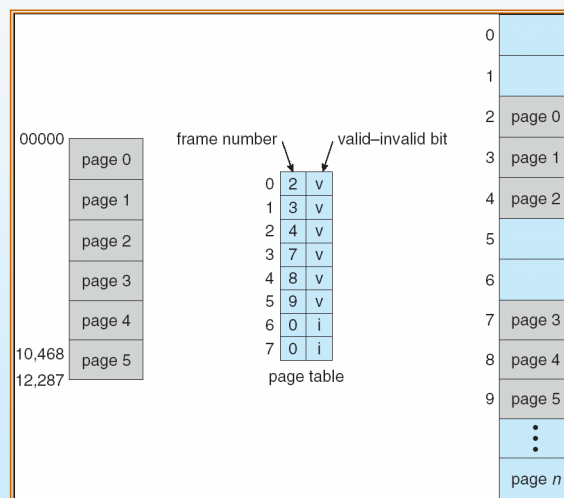 00000
page 0
page 1
page 2
page 3
page 4
page 5
10,468
12,287
frame number
valid–invalid bit
0 2 v
1 3 v
2 4 v
3 7 v
4 8 v
5 9 v
6 0 i
7 0 i
page table
0
1
2 page 0
3 page 1
4 page 2
5
6
7 page 3
8 page 4
9 page 5
page n